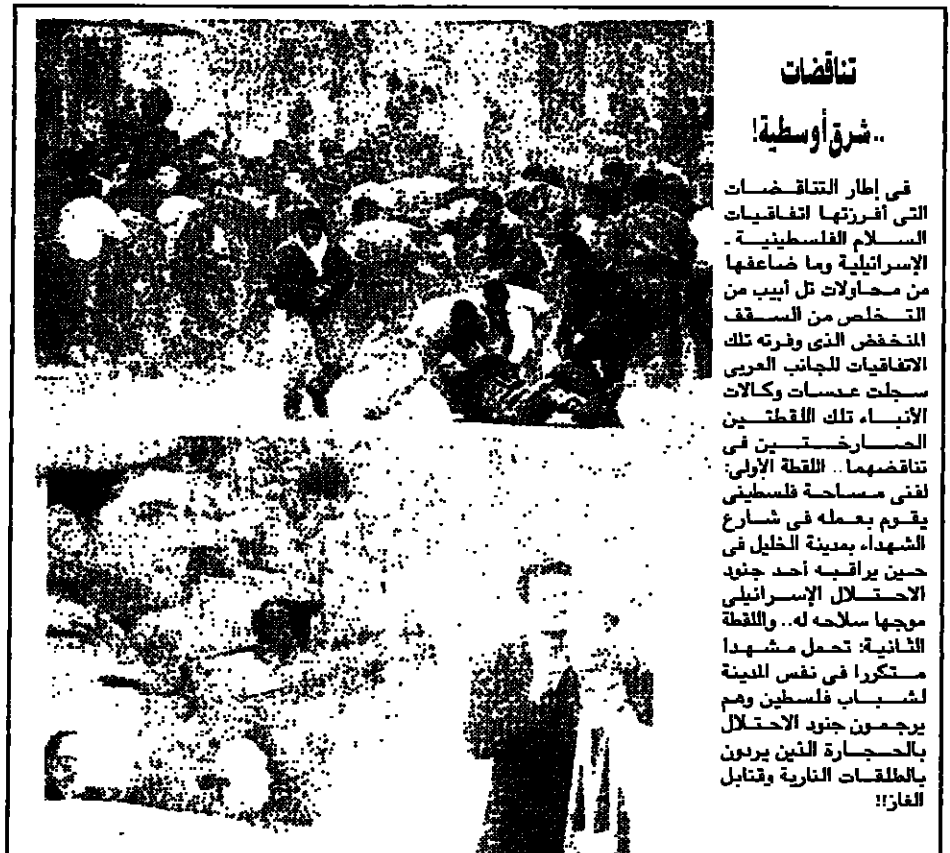 تناقضات
..شرق أوسطية!
فى إطار التناقضات
التى أفرزتها اتفاقيات
السلام الفلسطينية ـ
الإسرائيلية وما ضاعفها
من محاولات تل أبيب من
التخلص من السقف
المنخفض الذى وفرته تلك
الاتفاقيات للجانب العربى
سجلت عدسات وكالات
الأنباء تلك اللقطتين
الصارختين فى
تناقضهما.. اللقطة الأولى:
لفنى مساحة فلسطينى
يقوم بعمله فى شارع
الشهداء بمدينة الخليل فى
حين يراقبه أحد جنود
الاحتلال الإسرائيلى
موجها سلاحه له.. واللقطة
الثانية: تحمل مشهدا
متكررا فى نفس المدينة
لشباب فلسطين وهم
يرجمون جنود الاحتلال
بالحجارة الذين يردون
بالطلقات النارية وقنابل
الغاز!!